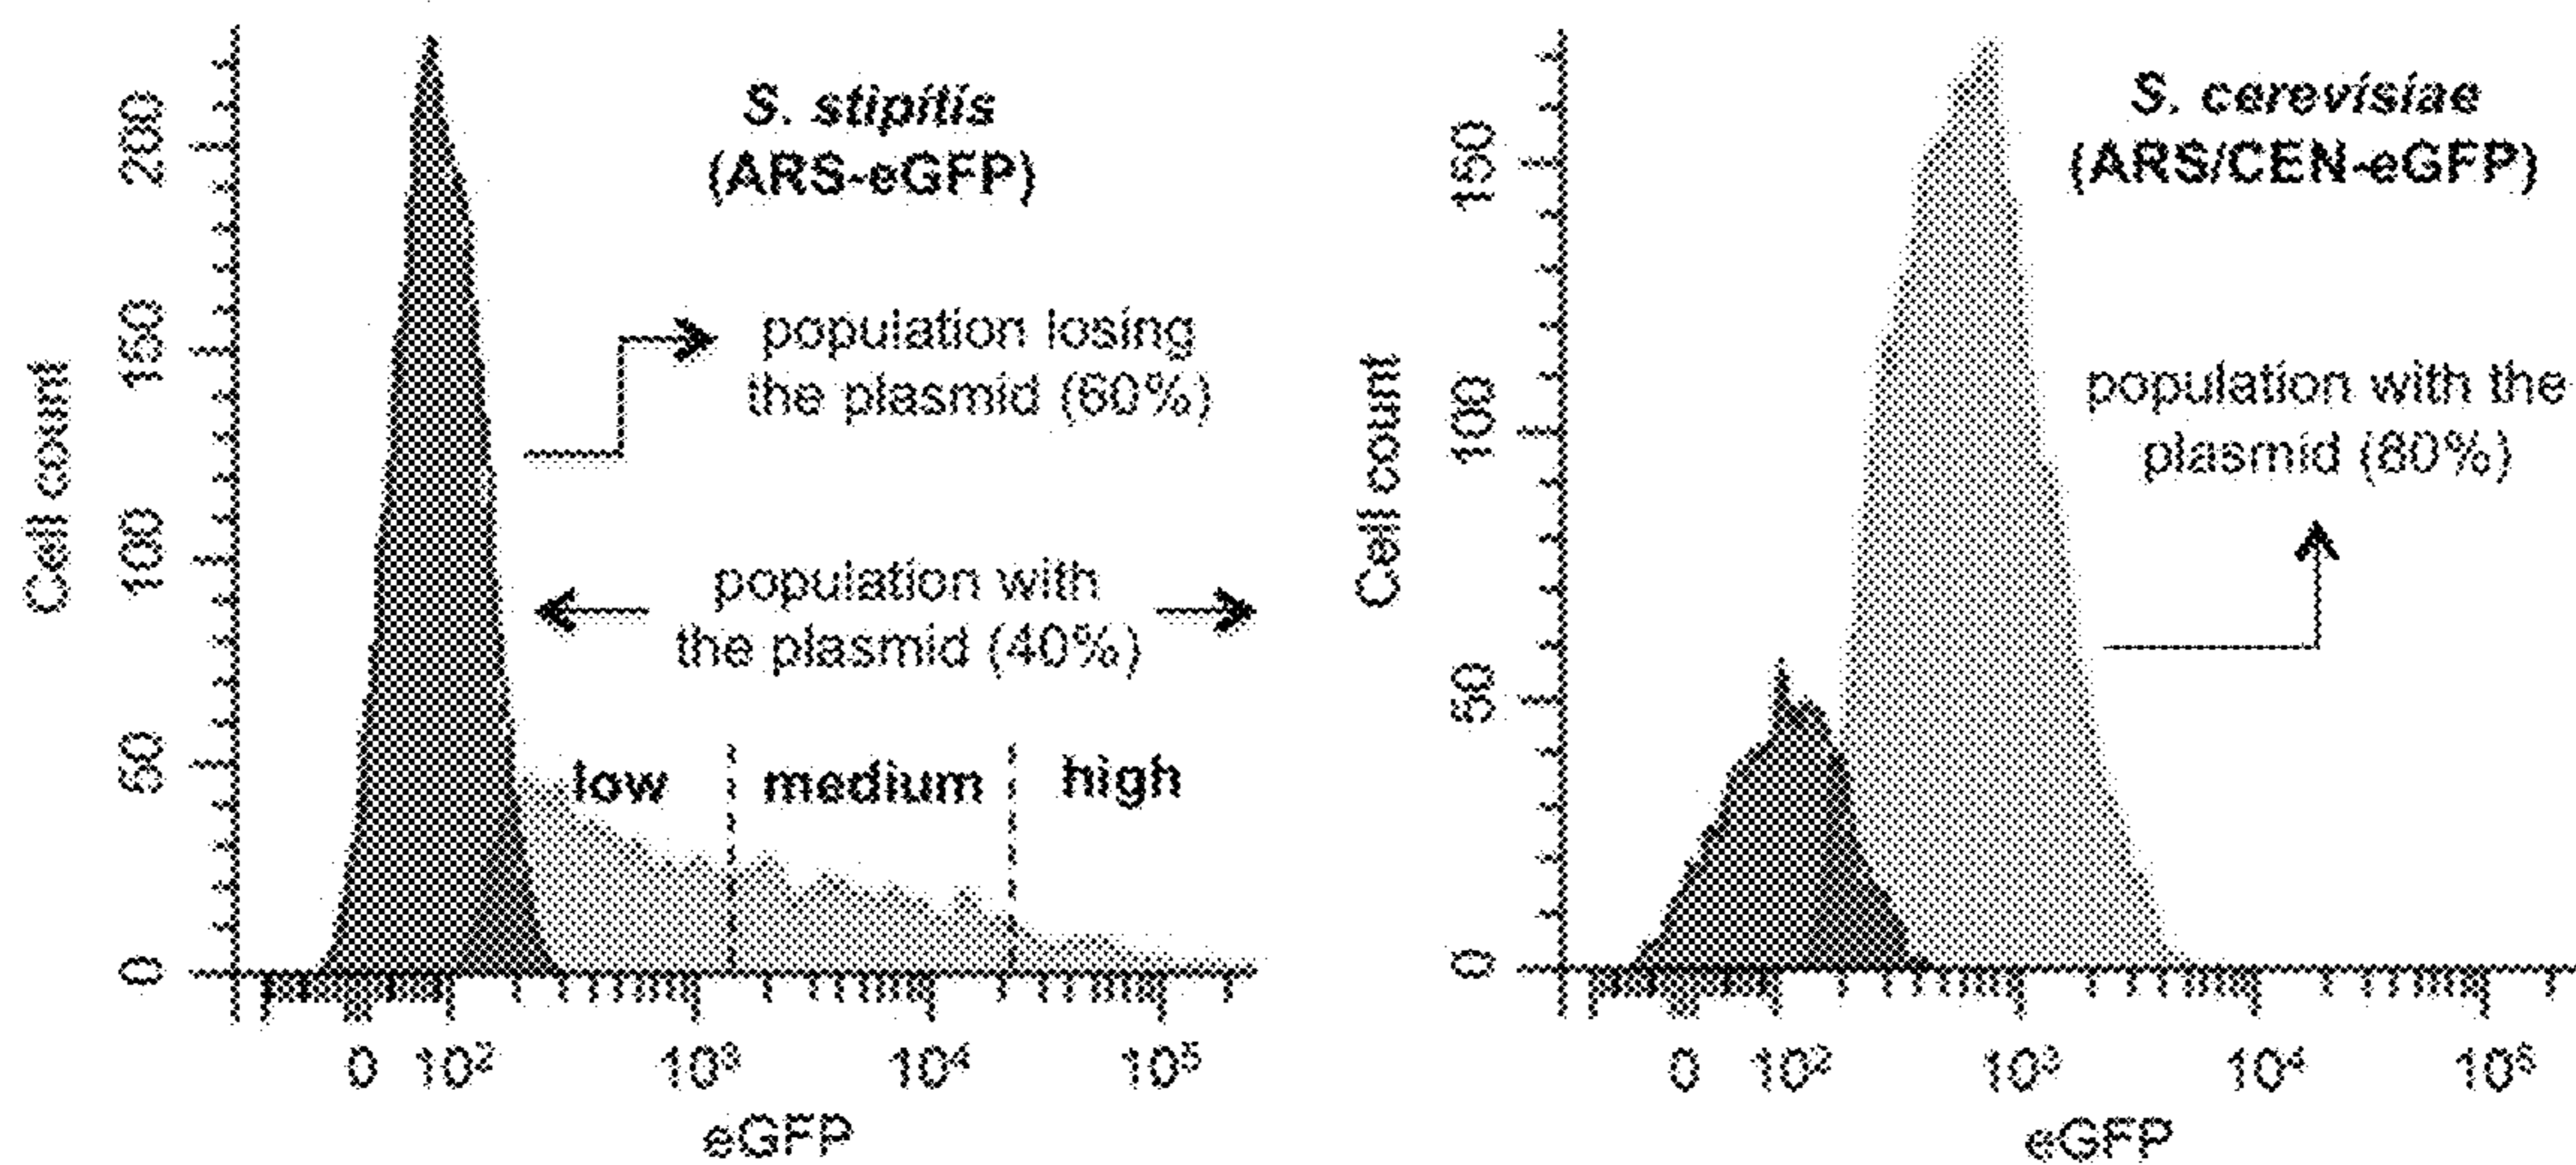 S. stipitis
(ARS-eGFP)
population losing
the plasmid (60%)
population with
the plasmid (40%)
low medium high
Cell count
200
150
100
50
0
0 10² 10³ 10⁴ 10⁵
eGFP
S. cerevisiae
(ARS/CEN-eGFP)
population with the
plasmid (80%)
Cell count
150
100
50
0
0 10² 10³ 10⁴ 10⁵
eGFP